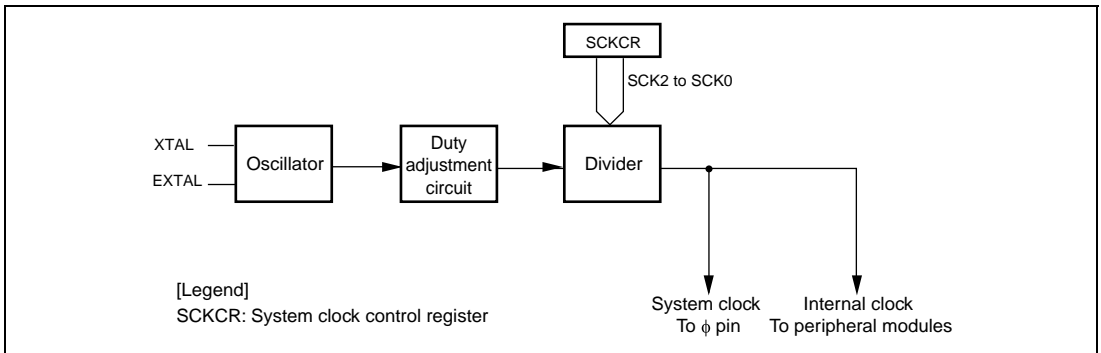 SCKCR
SCK2 to SCK0
XTAL
EXTAL
Oscillator
Duty
adjustment
circuit
Divider
[Legend]
SCKCR: System clock control register
System clock
To ϕ pin
Internal clock
To peripheral modules